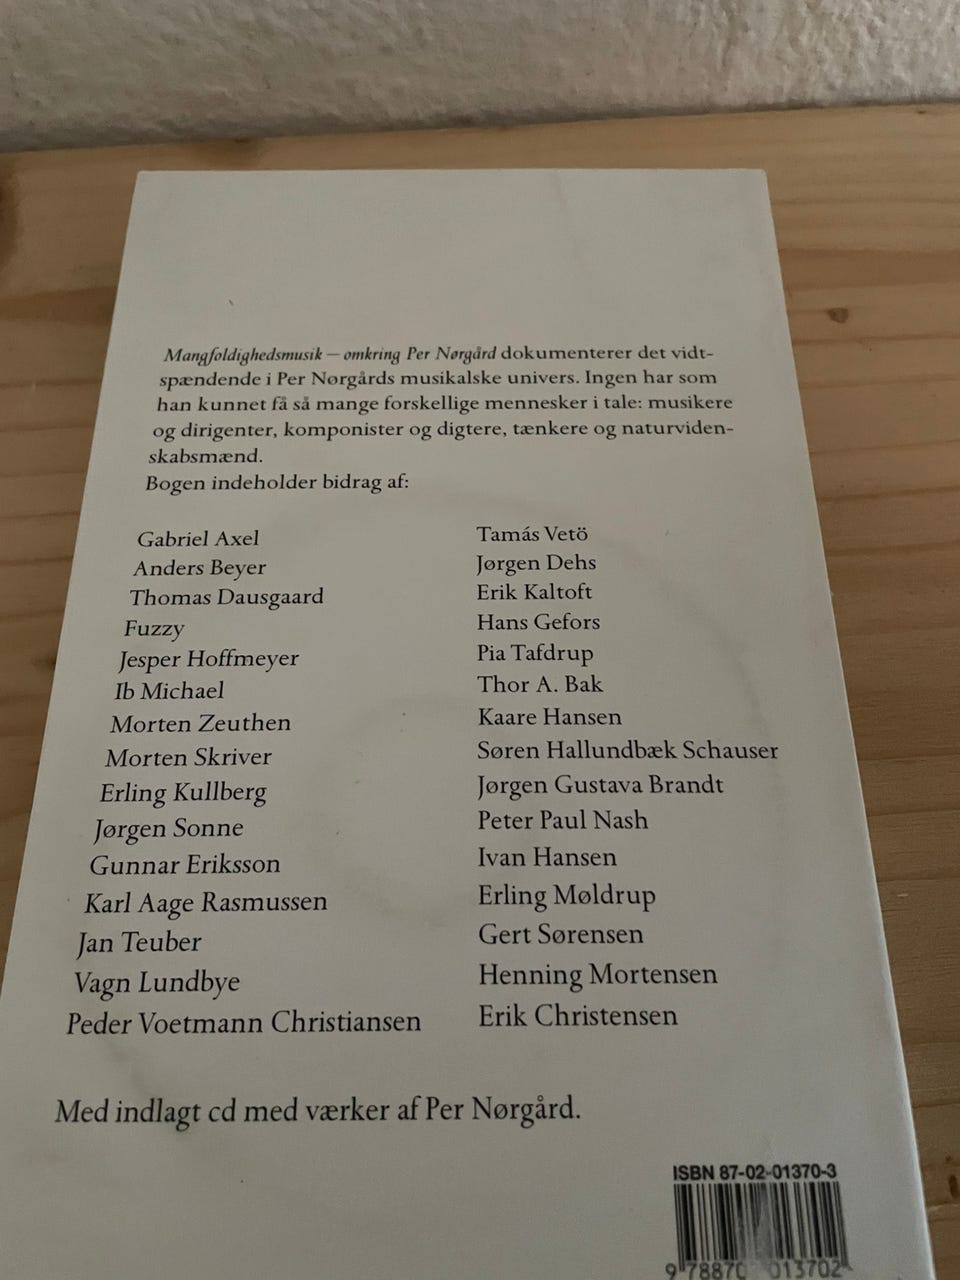 Mangfoldighedsmusik – omkring Per Nørgård dokumenterer det vidt-
spændende i Per Nørgårds musikalske univers. Ingen har som
han kunnet få så mange forskellige mennesker i tale: musikere
og dirigenter, komponister og digtere, tænkere og naturviden-
skabsmænd.
Bogen indeholder bidrag af:
Gabriel Axel
Anders Beyer
Thomas Dausgaard
Fuzzy
Jesper Hoffmeyer
Ib Michael
Morten Zeuthen
Morten Skriver
Erling Kullberg
Jørgen Sonne
Gunnar Eriksson
Karl Aage Rasmussen
Jan Teuber
Vagn Lundbye
Peder Voetmann Christiansen
Tamás Vetö
Jørgen Dehs
Erik Kaltoft
Hans Gefors
Pia Tafdrup
Thor A. Bak
Kaare Hansen
Søren Hallundbæk Schauser
Jørgen Gustava Brandt
Peter Paul Nash
Ivan Hansen
Erling Møldrup
Gert Sørensen
Henning Mortensen
Erik Christensen
Med indlagt cd med værker af Per Nørgård.
ISBN 87-02-01370-3